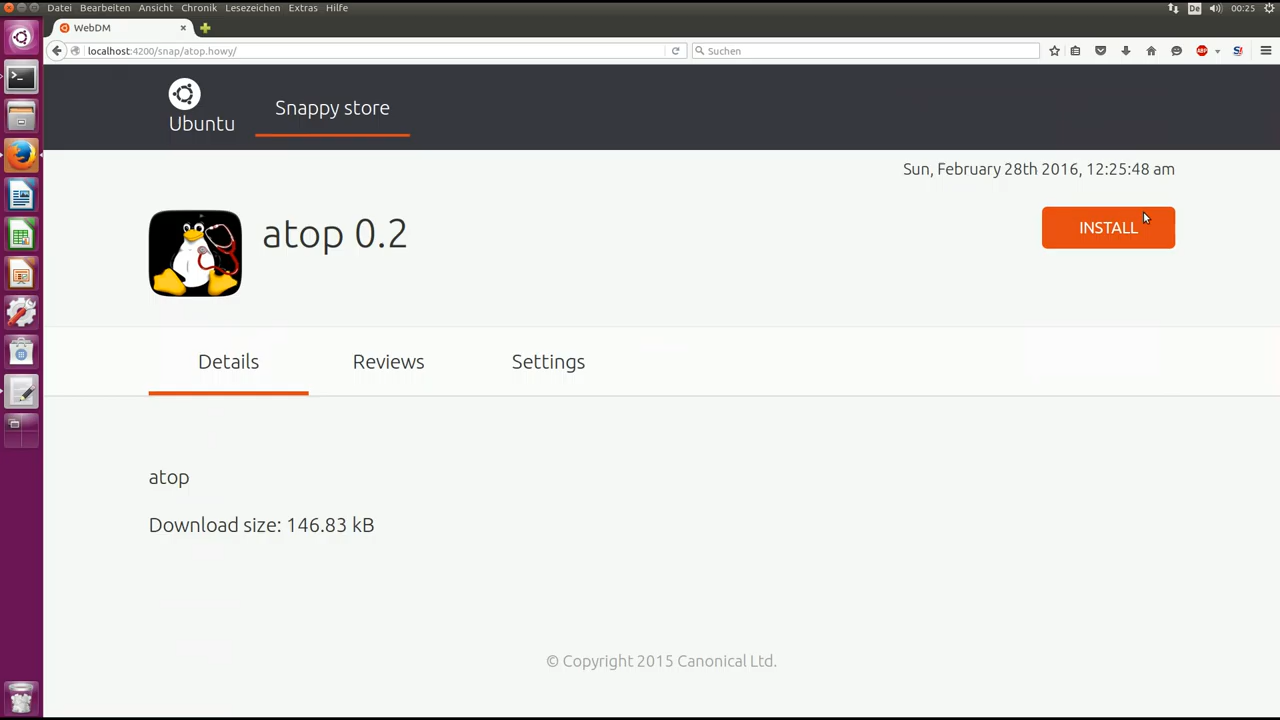 Datei Bearbeiten Ansicht Chronik Lesezeichen Extras Hilfe De 00:25
WebDM
localhost:4200/snap/atop.howy/ Suchen ABP
Ubuntu
Snappy store
Sun, February 28th 2016, 12:25:48 am
atop 0.2
INSTALL
Details Reviews Settings
atop
Download size: 146.83 kB
© Copyright 2015 Canonical Ltd.